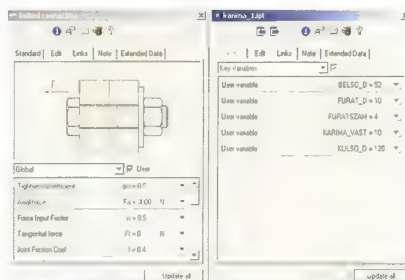 Bolted connection
Standard Edit Links Note Extended Data
F
Global User
Tightening coefficient
Axial force N
Force Input Factor n = 0.5
Tangential force Ft = 0 N
Joint Friction Coef f = 0.4
Update all
karima_1.ipt
Edit Links Note Extended Data
Key Variables
User variable BELSO_D = 52
User variable FURAT_D = 10
User variable FURATSZAM = 4
User variable KARIMA_VAST = 10
User variable KULSO_D = 120
Update all